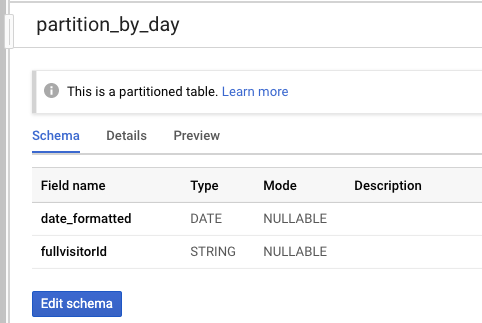 partition_by_day
This is a partitioned table. Learn more
Schema Details Preview
Field name Type Mode Description
date_formatted DATE NULLABLE
fullvisitorId STRING NULLABLE
Edit schema